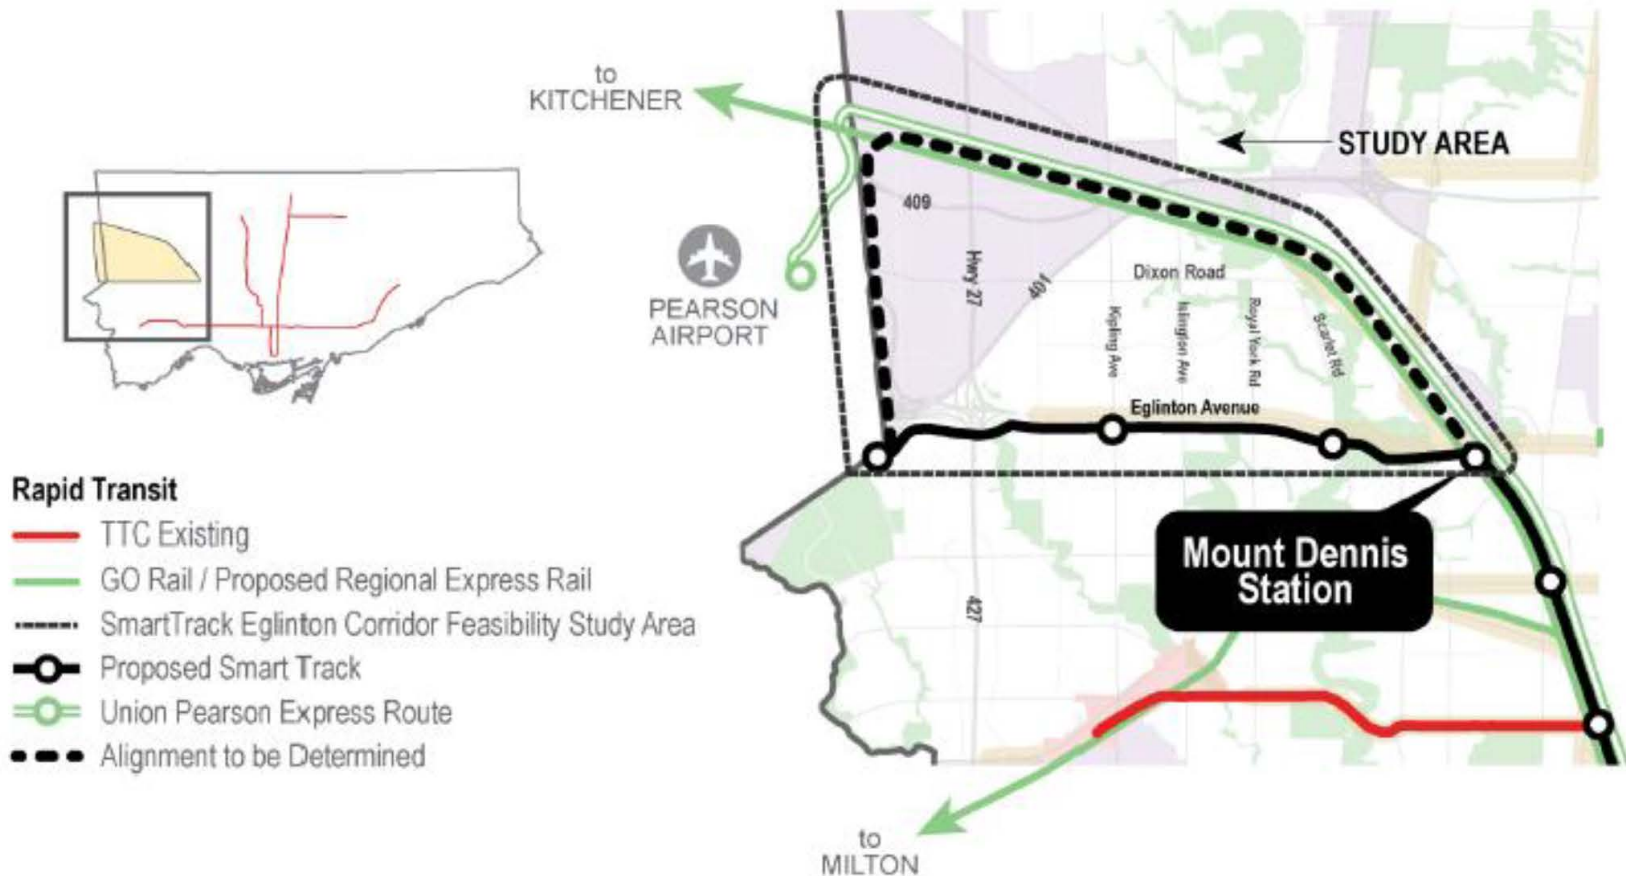 to
KITCHENER
STUDY AREA
409
Hwy 27
401
Dixon Road
PEARSON
AIRPORT
Kipling Ave
Islington Ave
Royal York Rd
Scarlet Rd
Eglinton Avenue
Mount Dennis
Station
427
Rapid Transit
TTC Existing
GO Rail / Proposed Regional Express Rail
SmartTrack Eglinton Corridor Feasibility Study Area
Proposed Smart Track
Union Pearson Express Route
Alignment to be Determined
to
MILTON